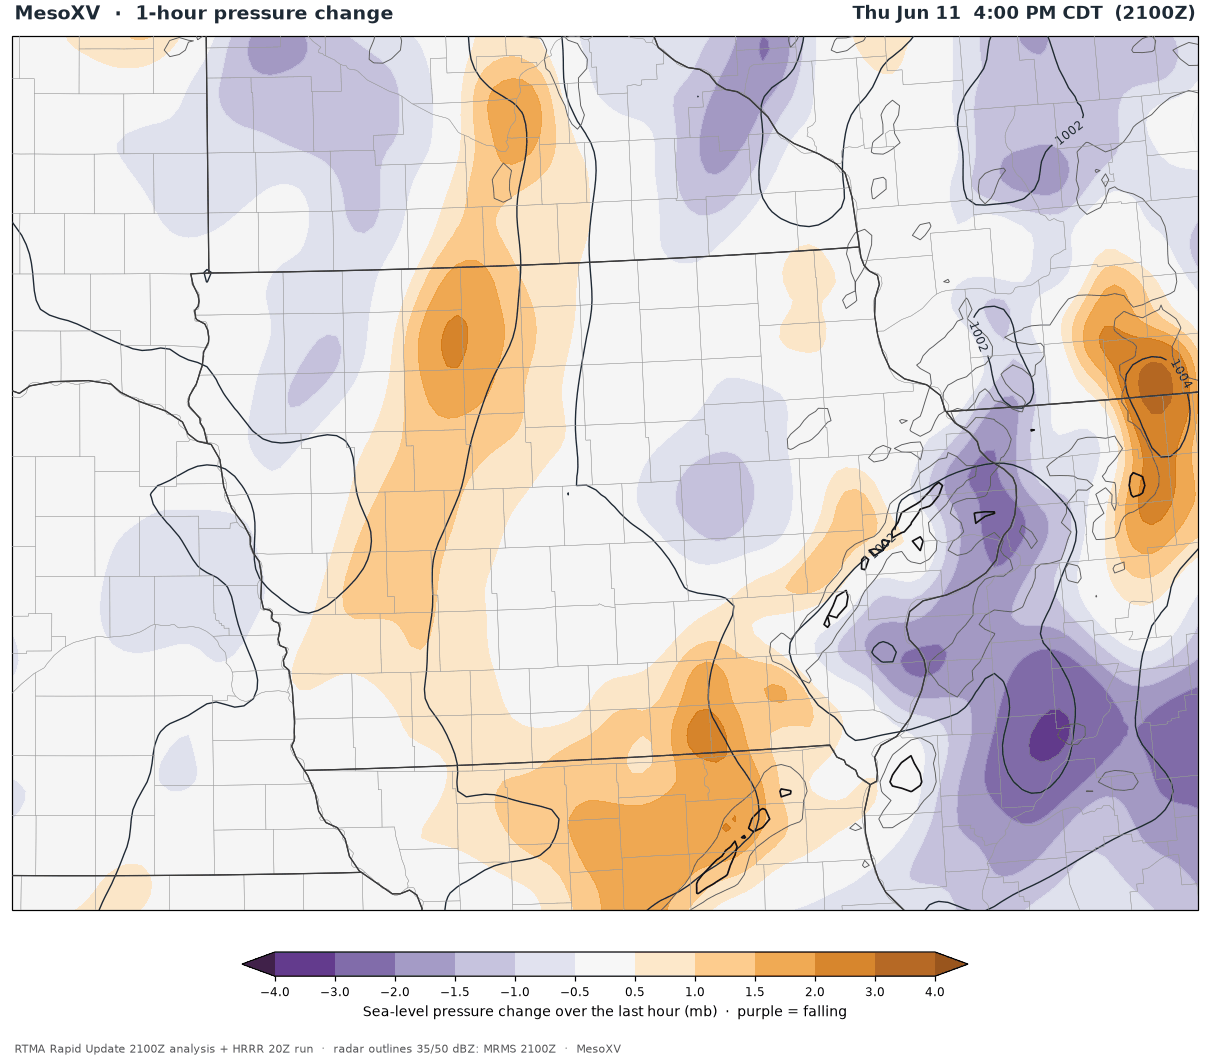 MesoXV · 1-hour pressure change
Thu Jun 11 4:00 PM CDT (2100Z)
1002
1002
1004
1002
−4.0 −3.0 −2.0 −1.5 −1.0 −0.5 0.5 1.0 1.5 2.0 3.0 4.0
Sea-level pressure change over the last hour (mb) · purple = falling
RTMA Rapid Update 2100Z analysis + HRRR 20Z run · radar outlines 35/50 dBZ: MRMS 2100Z · MesoXV